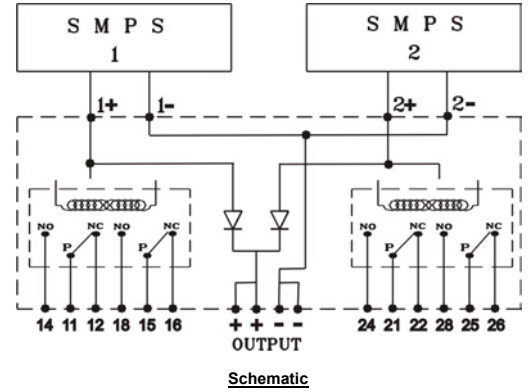 S M P S S M P S
1 2
1+ 1- 2+ 2-
NO NC NO NC NO NC NO NC
P P P P
14 11 12 18 15 16 + + - - 24 21 22 28 25 26
OUTPUT
Schematic